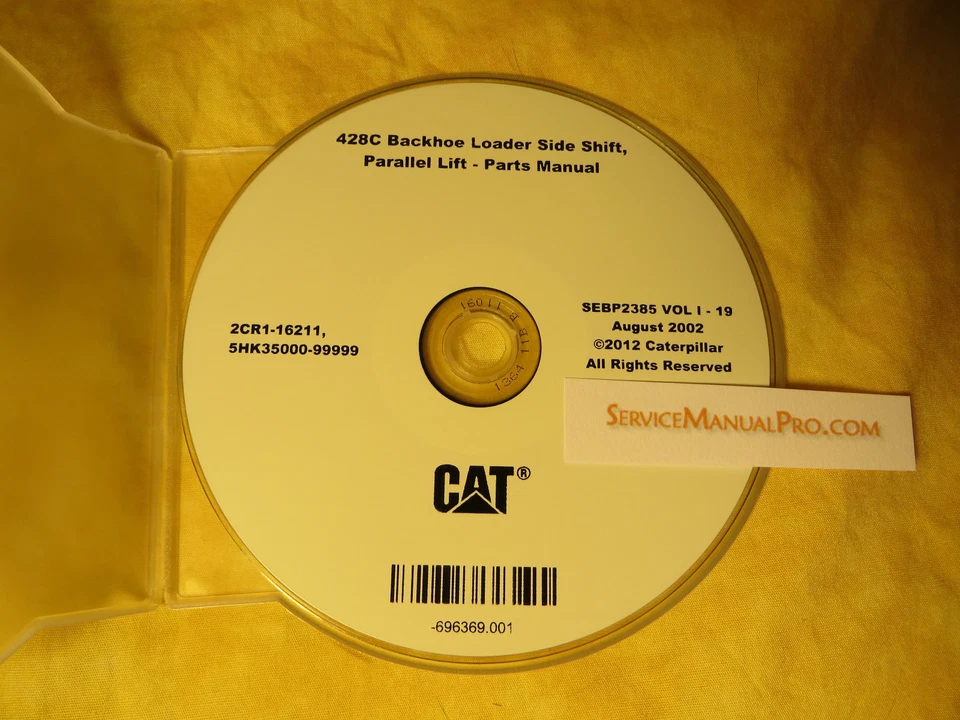 428C Backhoe Loader Side Shift,
Parallel Lift - Parts Manual
2CR1-16211,
5HK35000-99999
SEBP2385 VOL I - 19
August 2002
©2012 Caterpillar
All Rights Reserved
SERVICEMANUALPRO.COM
CAT®
-696369.001